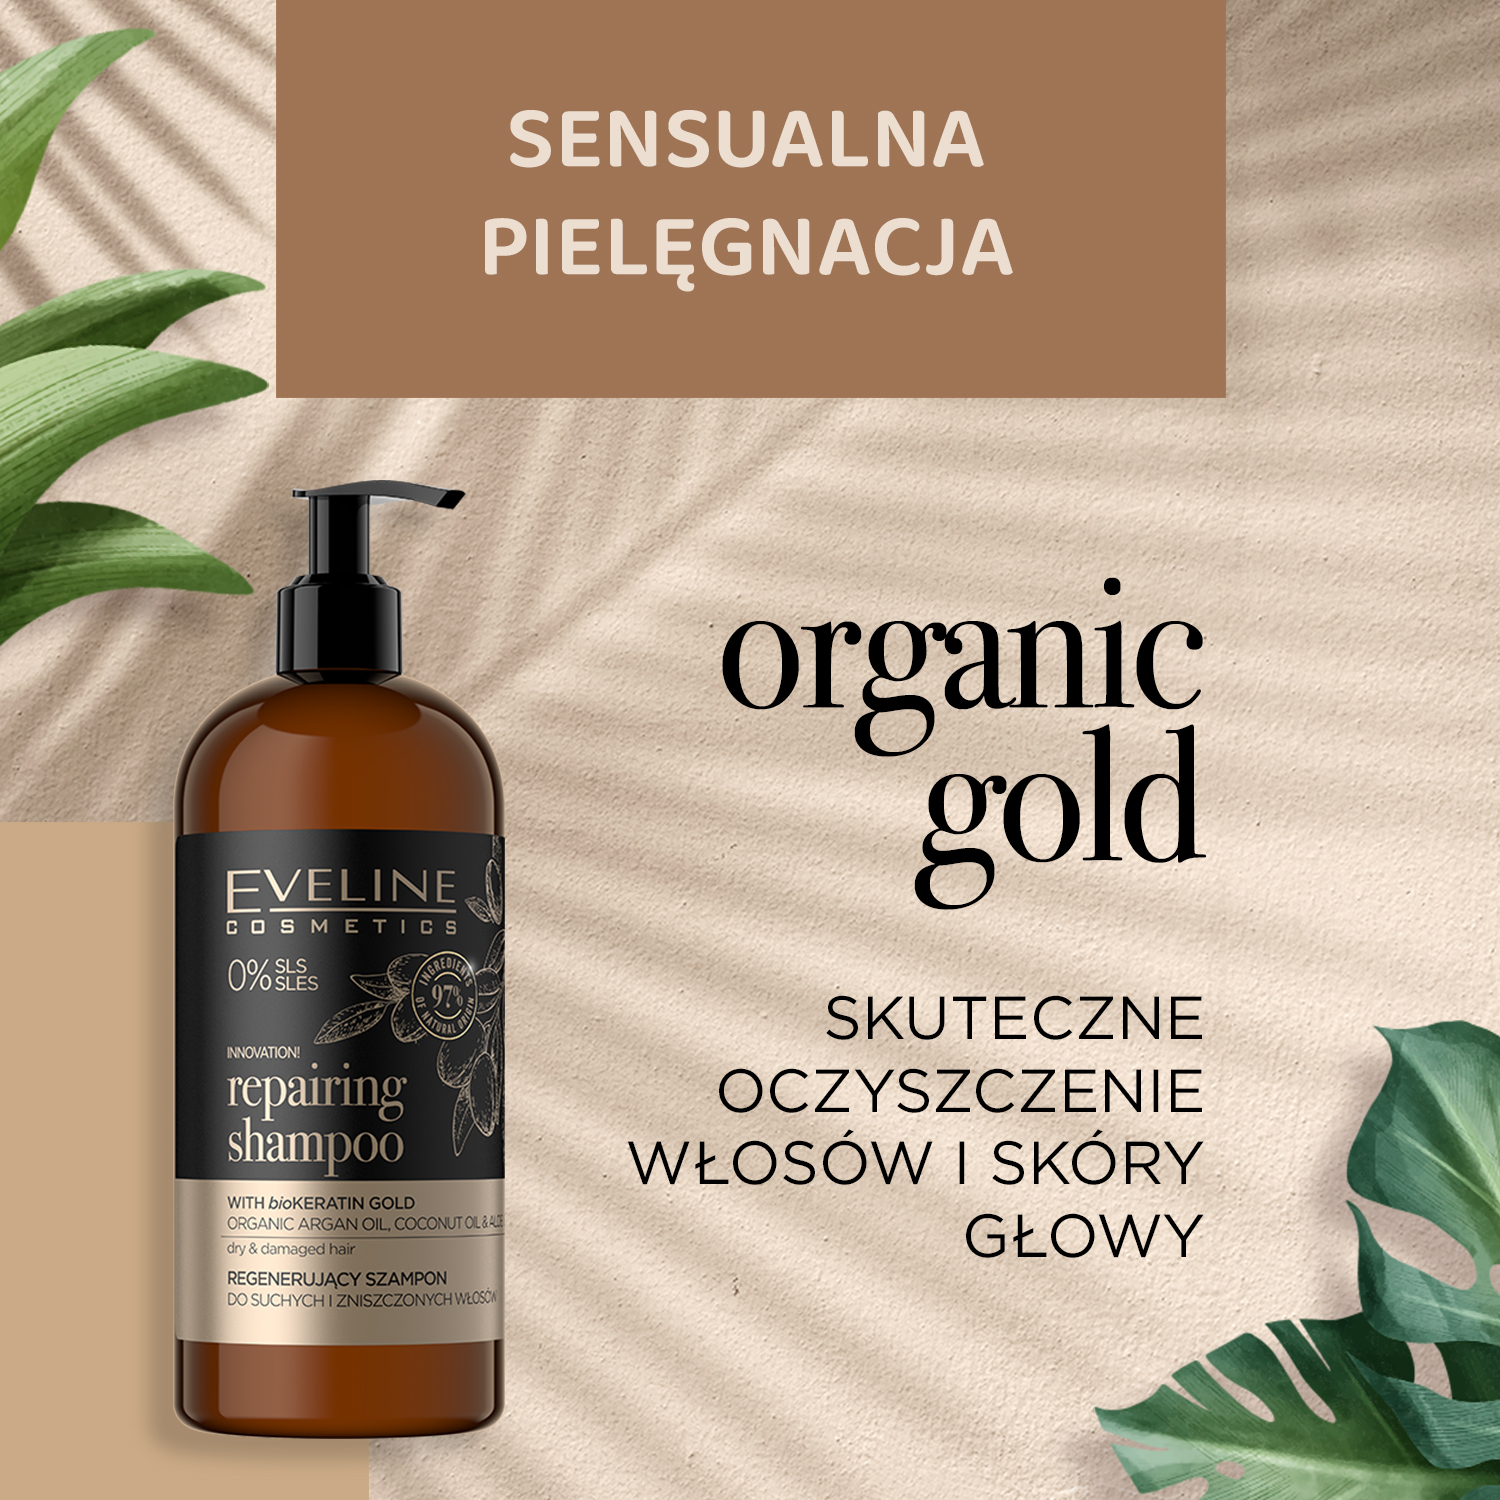 SENSUALNA
PIELĘGNACJA
organic
gold
SKUTECZNE
OCZYSZCZENIE
WŁOSÓW I SKÓRY
GŁOWY
EVELINE
COSMETICS
0% SLS
SLES
INGREDIENTS
97%
OF NATURAL ORIGIN
INNOVATION!
repairing
shampoo
WITH bioKERATIN GOLD
ORGANIC ARGAN OIL, COCONUT OIL & ALOE
dry & damaged hair
REGENERUJĄCY SZAMPON
DO SUCHYCH I ZNISZCZONYCH WŁOSÓW